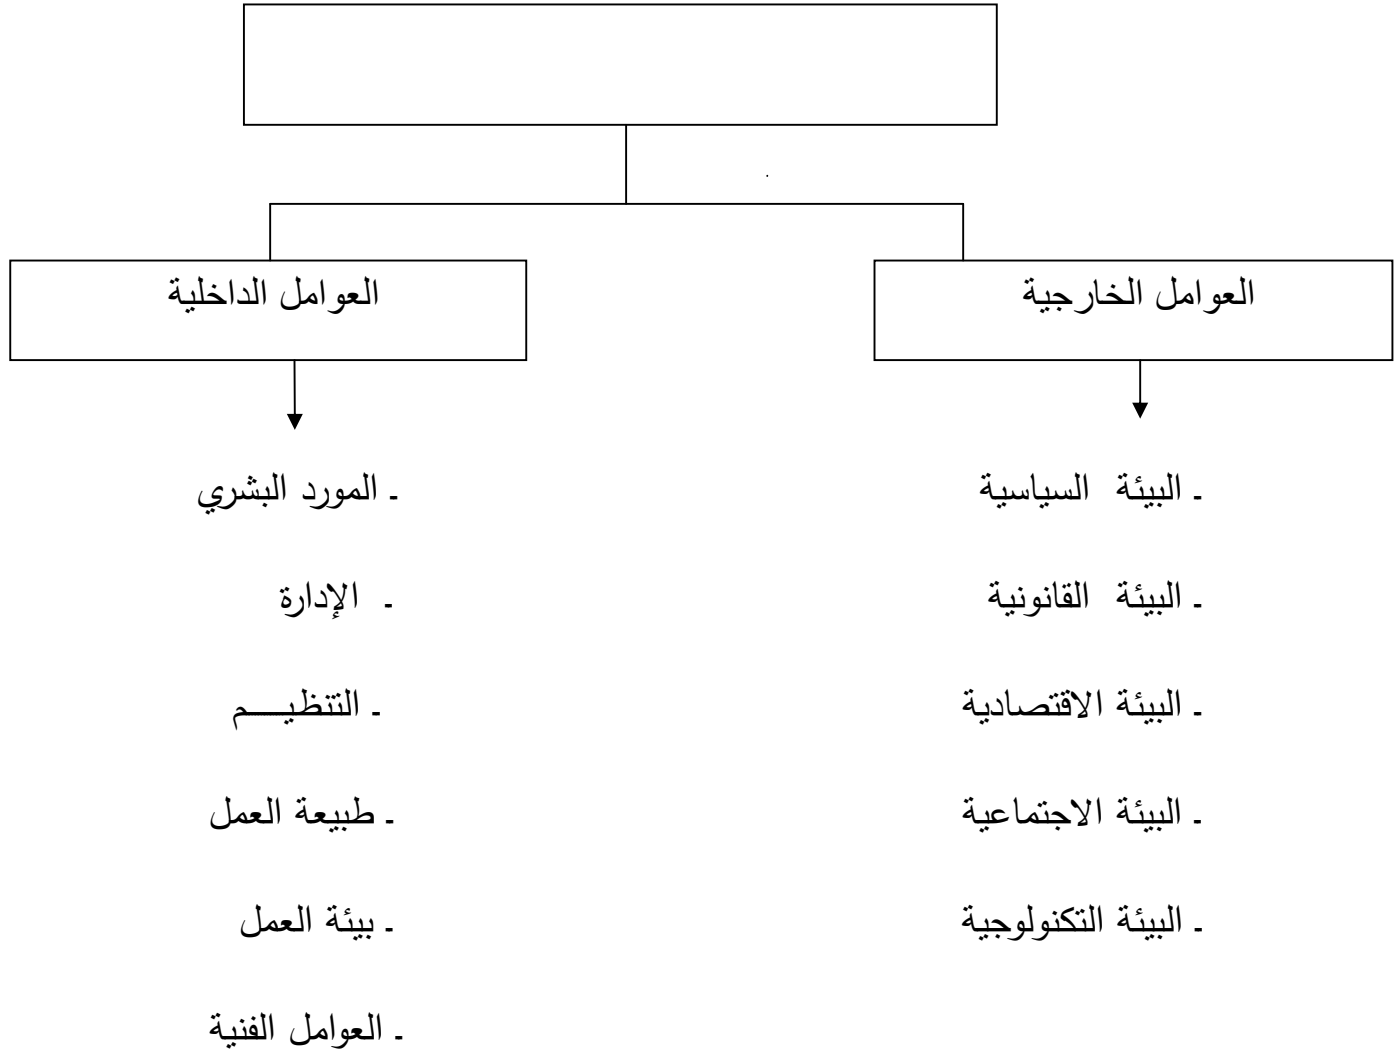 العوامل الخارجية
ـ البيئة السياسية
ـ البيئة القانونية
ـ البيئة الاقتصادية
ـ البيئة الاجتماعية
ـ البيئة التكنولوجية
العوامل الداخلية
ـ المورد البشري
ـ الإدارة
ـ التنظيـــم
ـ طبيعة العمل
ـ بيئة العمل
ـ العوامل الفنية